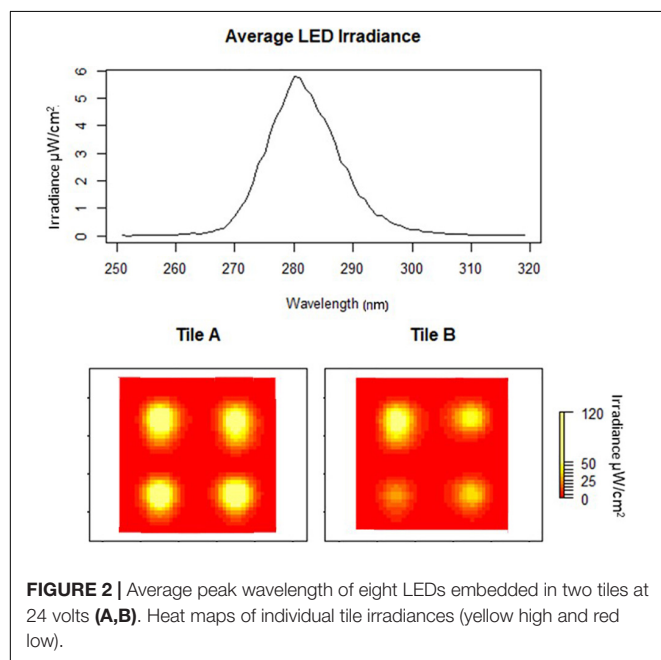 Average LED Irradiance
Irradiance µW/cm²
6
5
4
3
2
1
0
250 260 270 280 290 300 310 320
Wavelength (nm)
Tile A Tile B
120
50
25
0
Irradiance µW/cm²
FIGURE 2 | Average peak wavelength of eight LEDs embedded in two tiles at
24 volts (A,B). Heat maps of individual tile irradiances (yellow high and red
low).